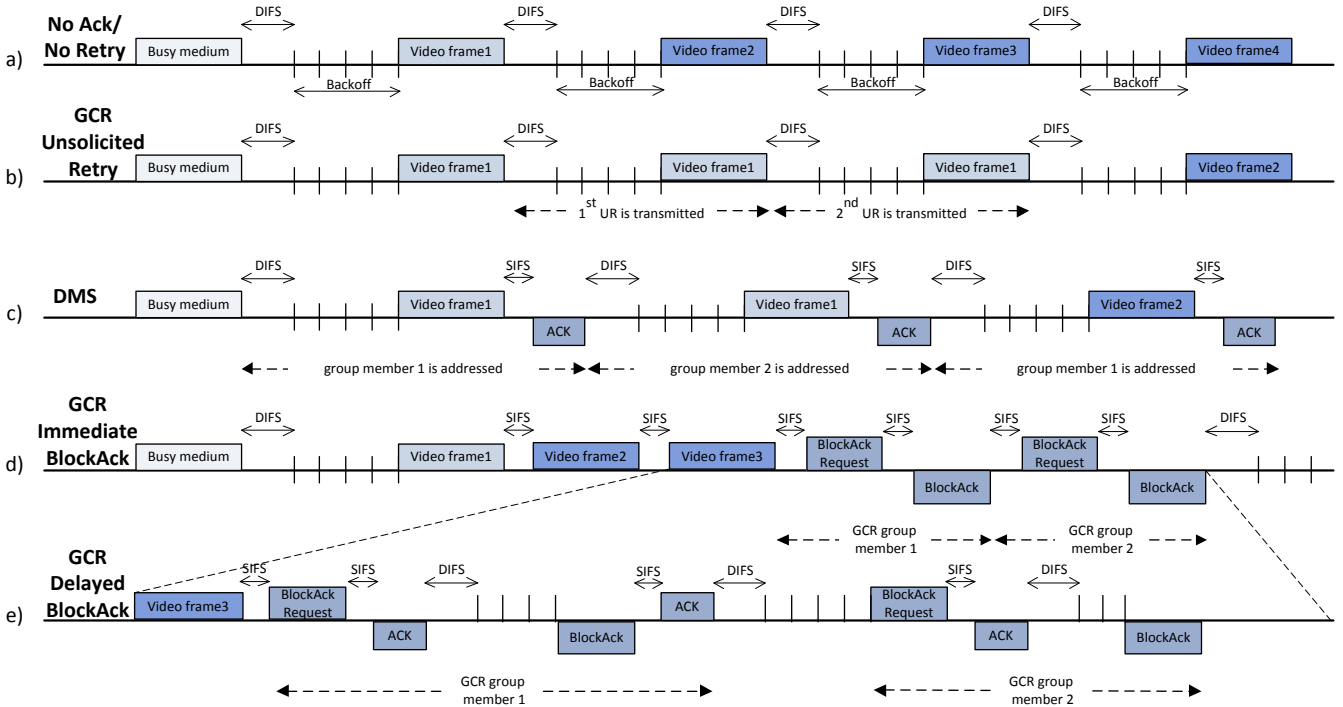 No Ack/
No Retry
a)
DIFS DIFS DIFS DIFS
Busy medium Video frame1 Video frame2 Video frame3 Video frame4
Backoff Backoff Backoff Backoff
GCR
Unsolicited
Retry
b)
DIFS DIFS DIFS DIFS
Busy medium Video frame1 Video frame1 Video frame1 Video frame2
1st UR is transmitted 2nd UR is transmitted
DMS
c)
DIFS SIFS DIFS SIFS DIFS SIFS
Busy medium Video frame1 Video frame1 Video frame2
ACK ACK ACK
group member 1 is addressed group member 2 is addressed group member 1 is addressed
GCR
Immediate
BlockAck
d)
DIFS SIFS SIFS SIFS SIFS SIFS SIFS DIFS
Busy medium Video frame1 Video frame2 Video frame3
BlockAck
Request
BlockAck
BlockAck
Request
BlockAck
GCR group
member 1
GCR group
member 2
GCR
Delayed
BlockAck
e)
SIFS SIFS DIFS SIFS DIFS SIFS DIFS
Video frame3
BlockAck
Request
ACK
BlockAck
ACK
BlockAck
Request
ACK
BlockAck
GCR group
member 1
GCR group
member 2